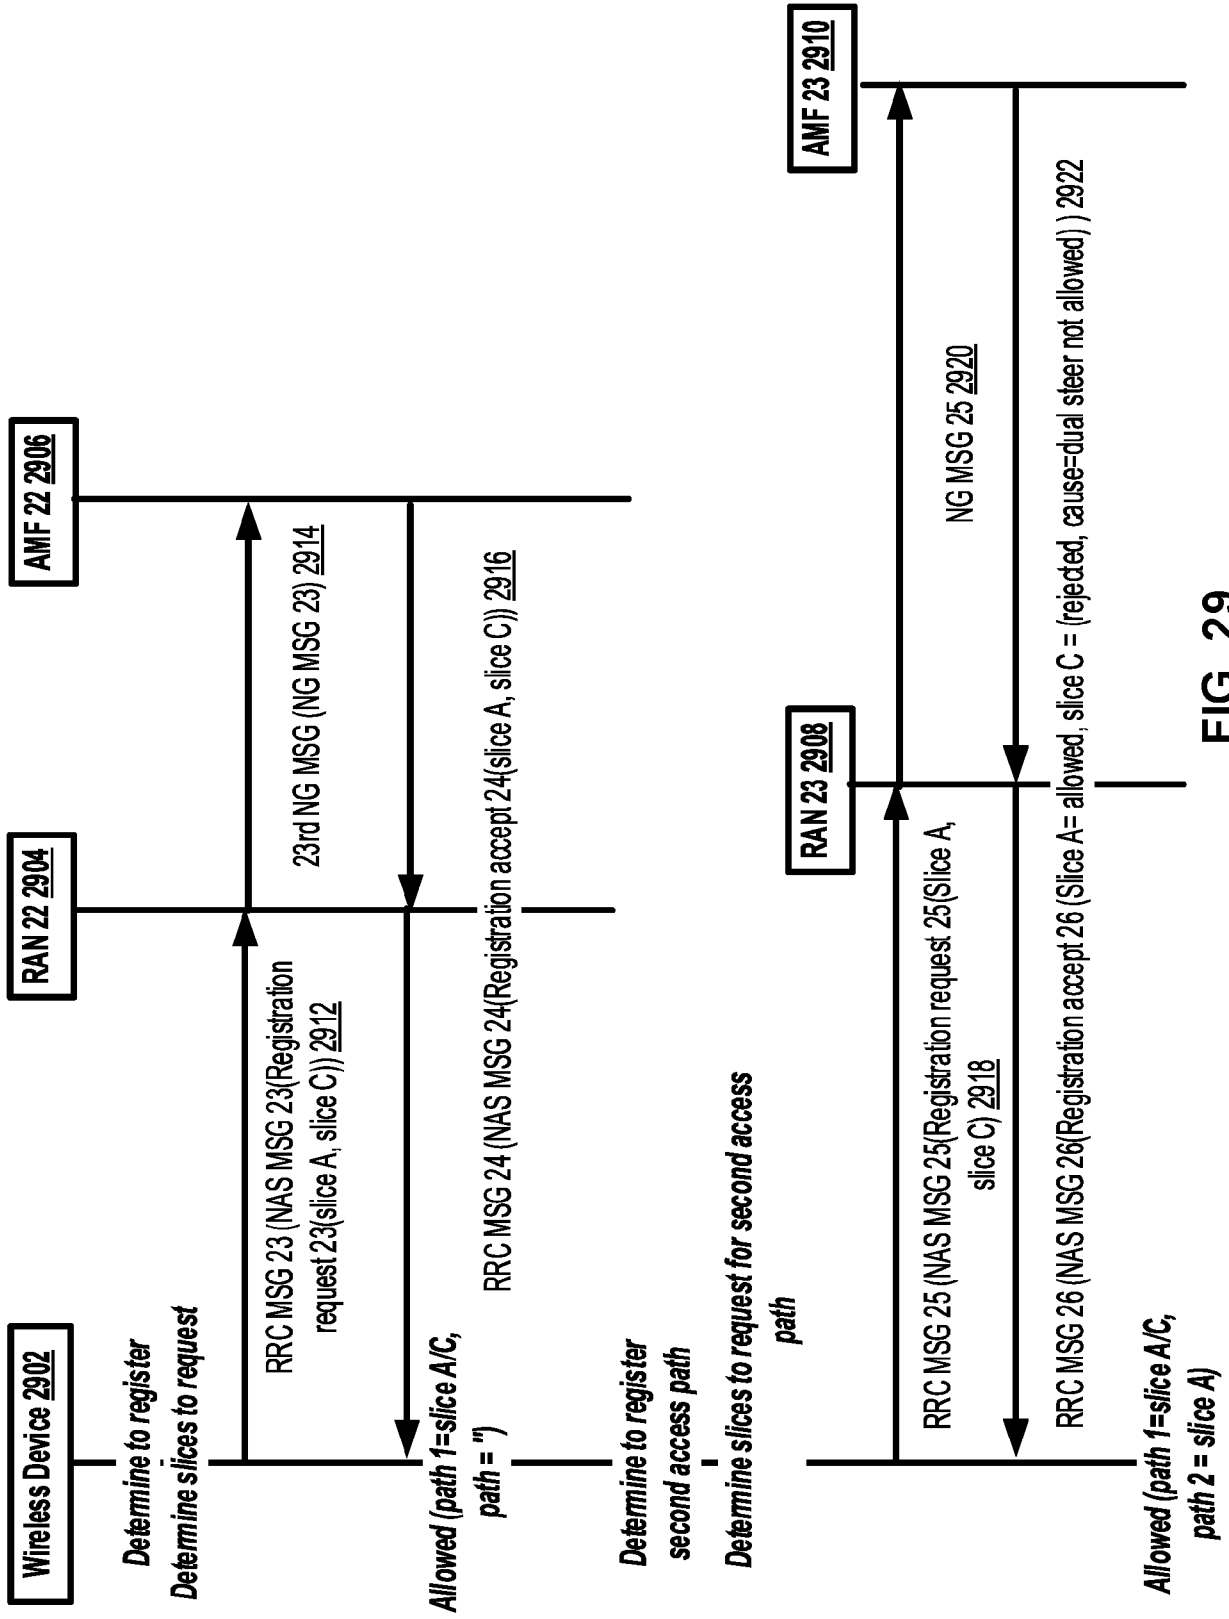 Wireless Device 2902
RAN 22 2904
AMF 22 2906
Determine to register
Determine slices to request
RRC MSG 23 (NAS MSG 23(Registration
request 23(slice A, slice C)) 2912
23rd NG MSG (NG MSG 23) 2914
Allowed (path 1=slice A/C,
path = '')
RRC MSG 24 (NAS MSG 24(Registration accept 24(slice A, slice C)) 2916
Determine to register
second access path
Determine slices to request for second access
path
RAN 23 2908
AMF 23 2910
RRC MSG 25 (NAS MSG 25(Registration request 25(Slice A,
slice C) 2918
NG MSG 25 2920
RRC MSG 26 (NAS MSG 26(Registration accept 26 (Slice A= allowed, slice C = (rejected, cause=dual steer not allowed) ) 2922
Allowed (path 1=slice A/C,
path 2 = slice A)
FIG. 29